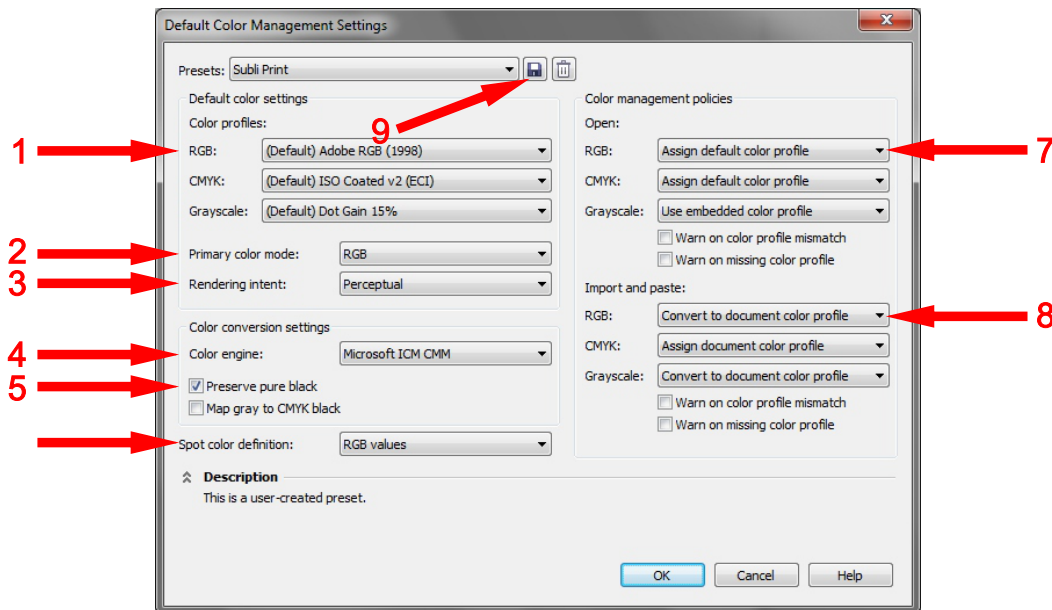 Default Color Management Settings
Presets: Subli Print
9
Default color settings
Color profiles:
1
RGB: (Default) Adobe RGB (1998)
CMYK: (Default) ISO Coated v2 (ECI)
Grayscale: (Default) Dot Gain 15%
2
Primary color mode: RGB
3
Rendering intent: Perceptual
Color conversion settings
4
Color engine: Microsoft ICM CMM
5
Preserve pure black
Map gray to CMYK black
Spot color definition: RGB values
Color management policies
Open:
RGB: Assign default color profile
7
CMYK: Assign default color profile
Grayscale: Use embedded color profile
Warn on color profile mismatch
Warn on missing color profile
Import and paste:
RGB: Convert to document color profile
8
CMYK: Assign document color profile
Grayscale: Convert to document color profile
Warn on color profile mismatch
Warn on missing color profile
Description
This is a user-created preset.
OK Cancel Help